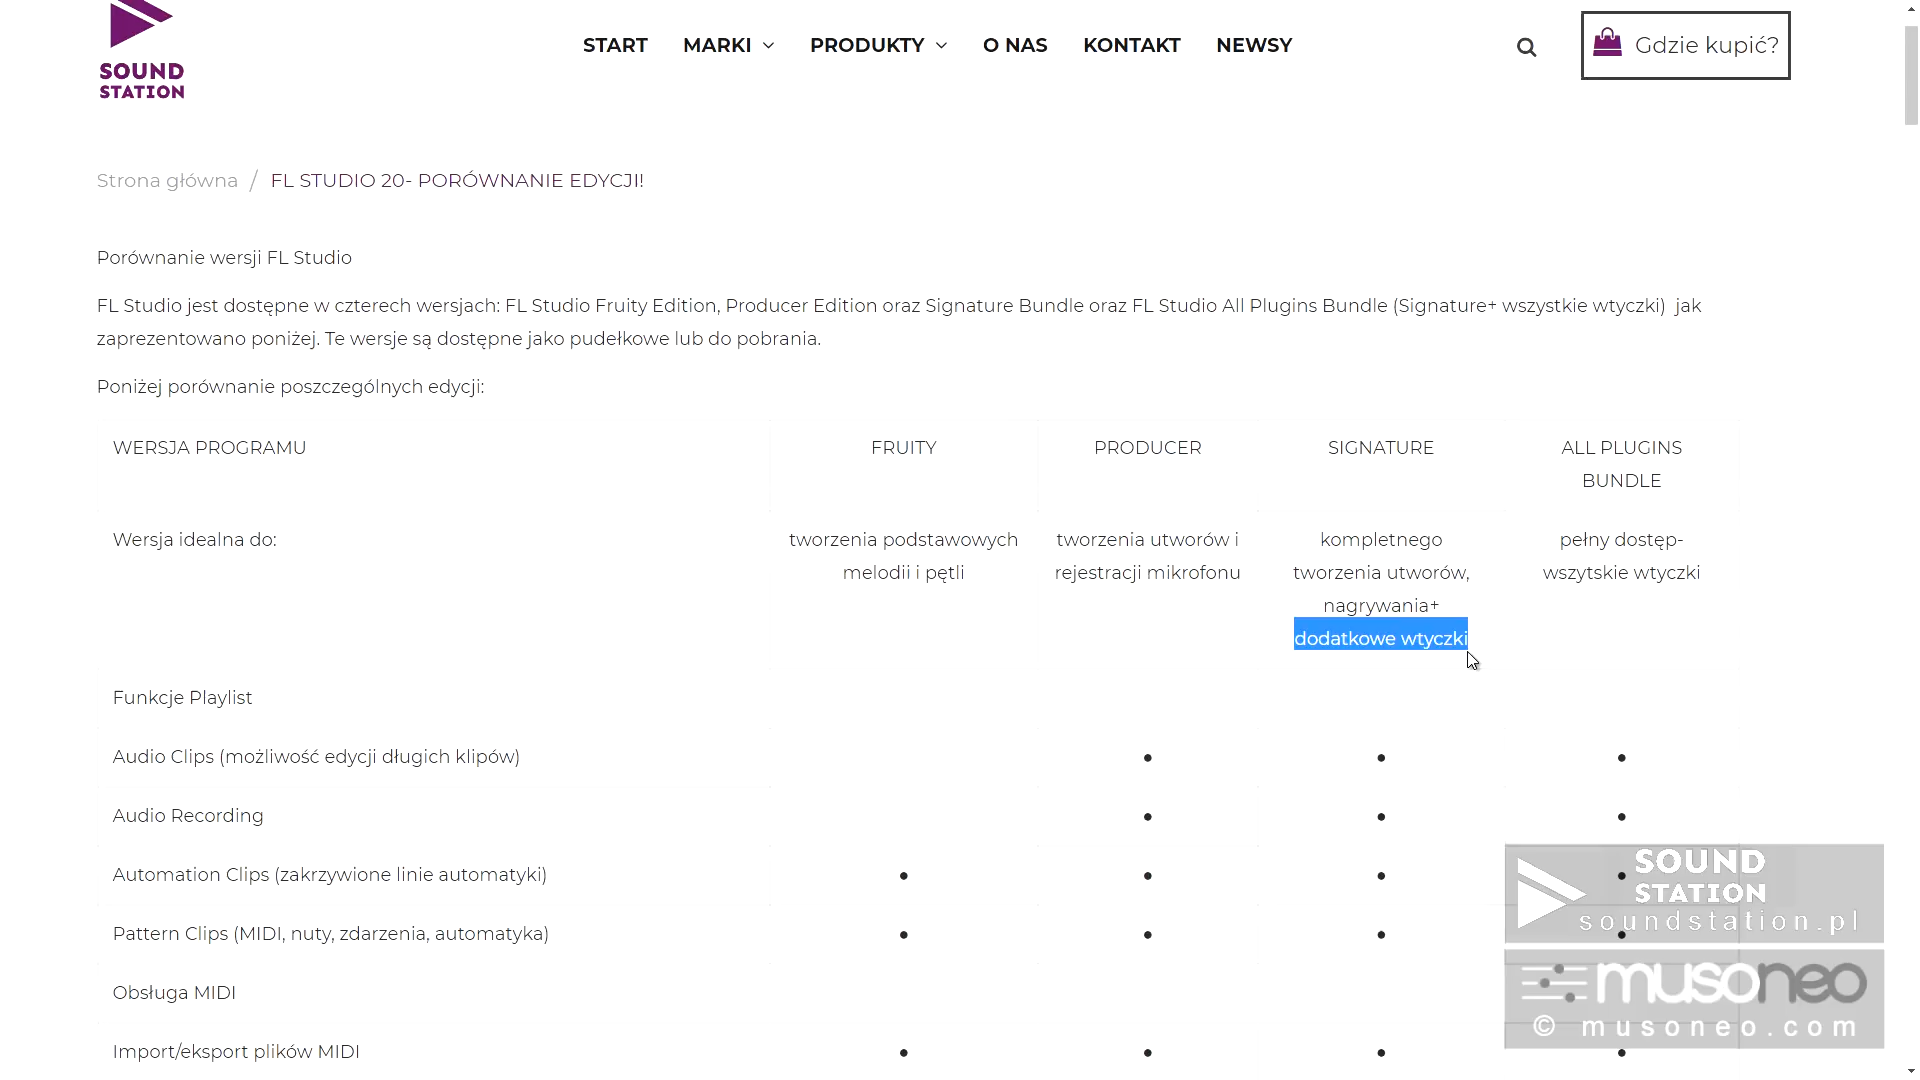 SOUND
STATION
START MARKI PRODUKTY O NAS KONTAKT NEWSY
Gdzie kupić?
Strona główna / FL STUDIO 20- PORÓWNANIE EDYCJI!
Porównanie wersji FL Studio
FL Studio jest dostępne w czterech wersjach: FL Studio Fruity Edition, Producer Edition oraz Signature Bundle oraz FL Studio All Plugins Bundle (Signature+ wszystkie wtyczki) jak
zaprezentowano poniżej. Te wersje są dostępne jako pudełkowe lub do pobrania.
Poniżej porównanie poszczególnych edycji:
WERSJA PROGRAMU FRUITY PRODUCER SIGNATURE ALL PLUGINS
BUNDLE
Wersja idealna do: tworzenia podstawowych tworzenia utworów i kompletnego pełny dostęp-
melodii i pętli rejestracji mikrofonu tworzenia utworów, wszytskie wtyczki
nagrywania+
dodatkowe wtyczki
Funkcje Playlist
Audio Clips (możliwość edycji długich klipów) • • •
Audio Recording • • •
Automation Clips (zakrzywione linie automatyki) • • • •
Pattern Clips (MIDI, nuty, zdarzenia, automatyka) • • • •
Obsługa MIDI
Import/eksport plików MIDI • • • •
SOUND
STATION
soundstation.pl
musoneo
© musoneo.com